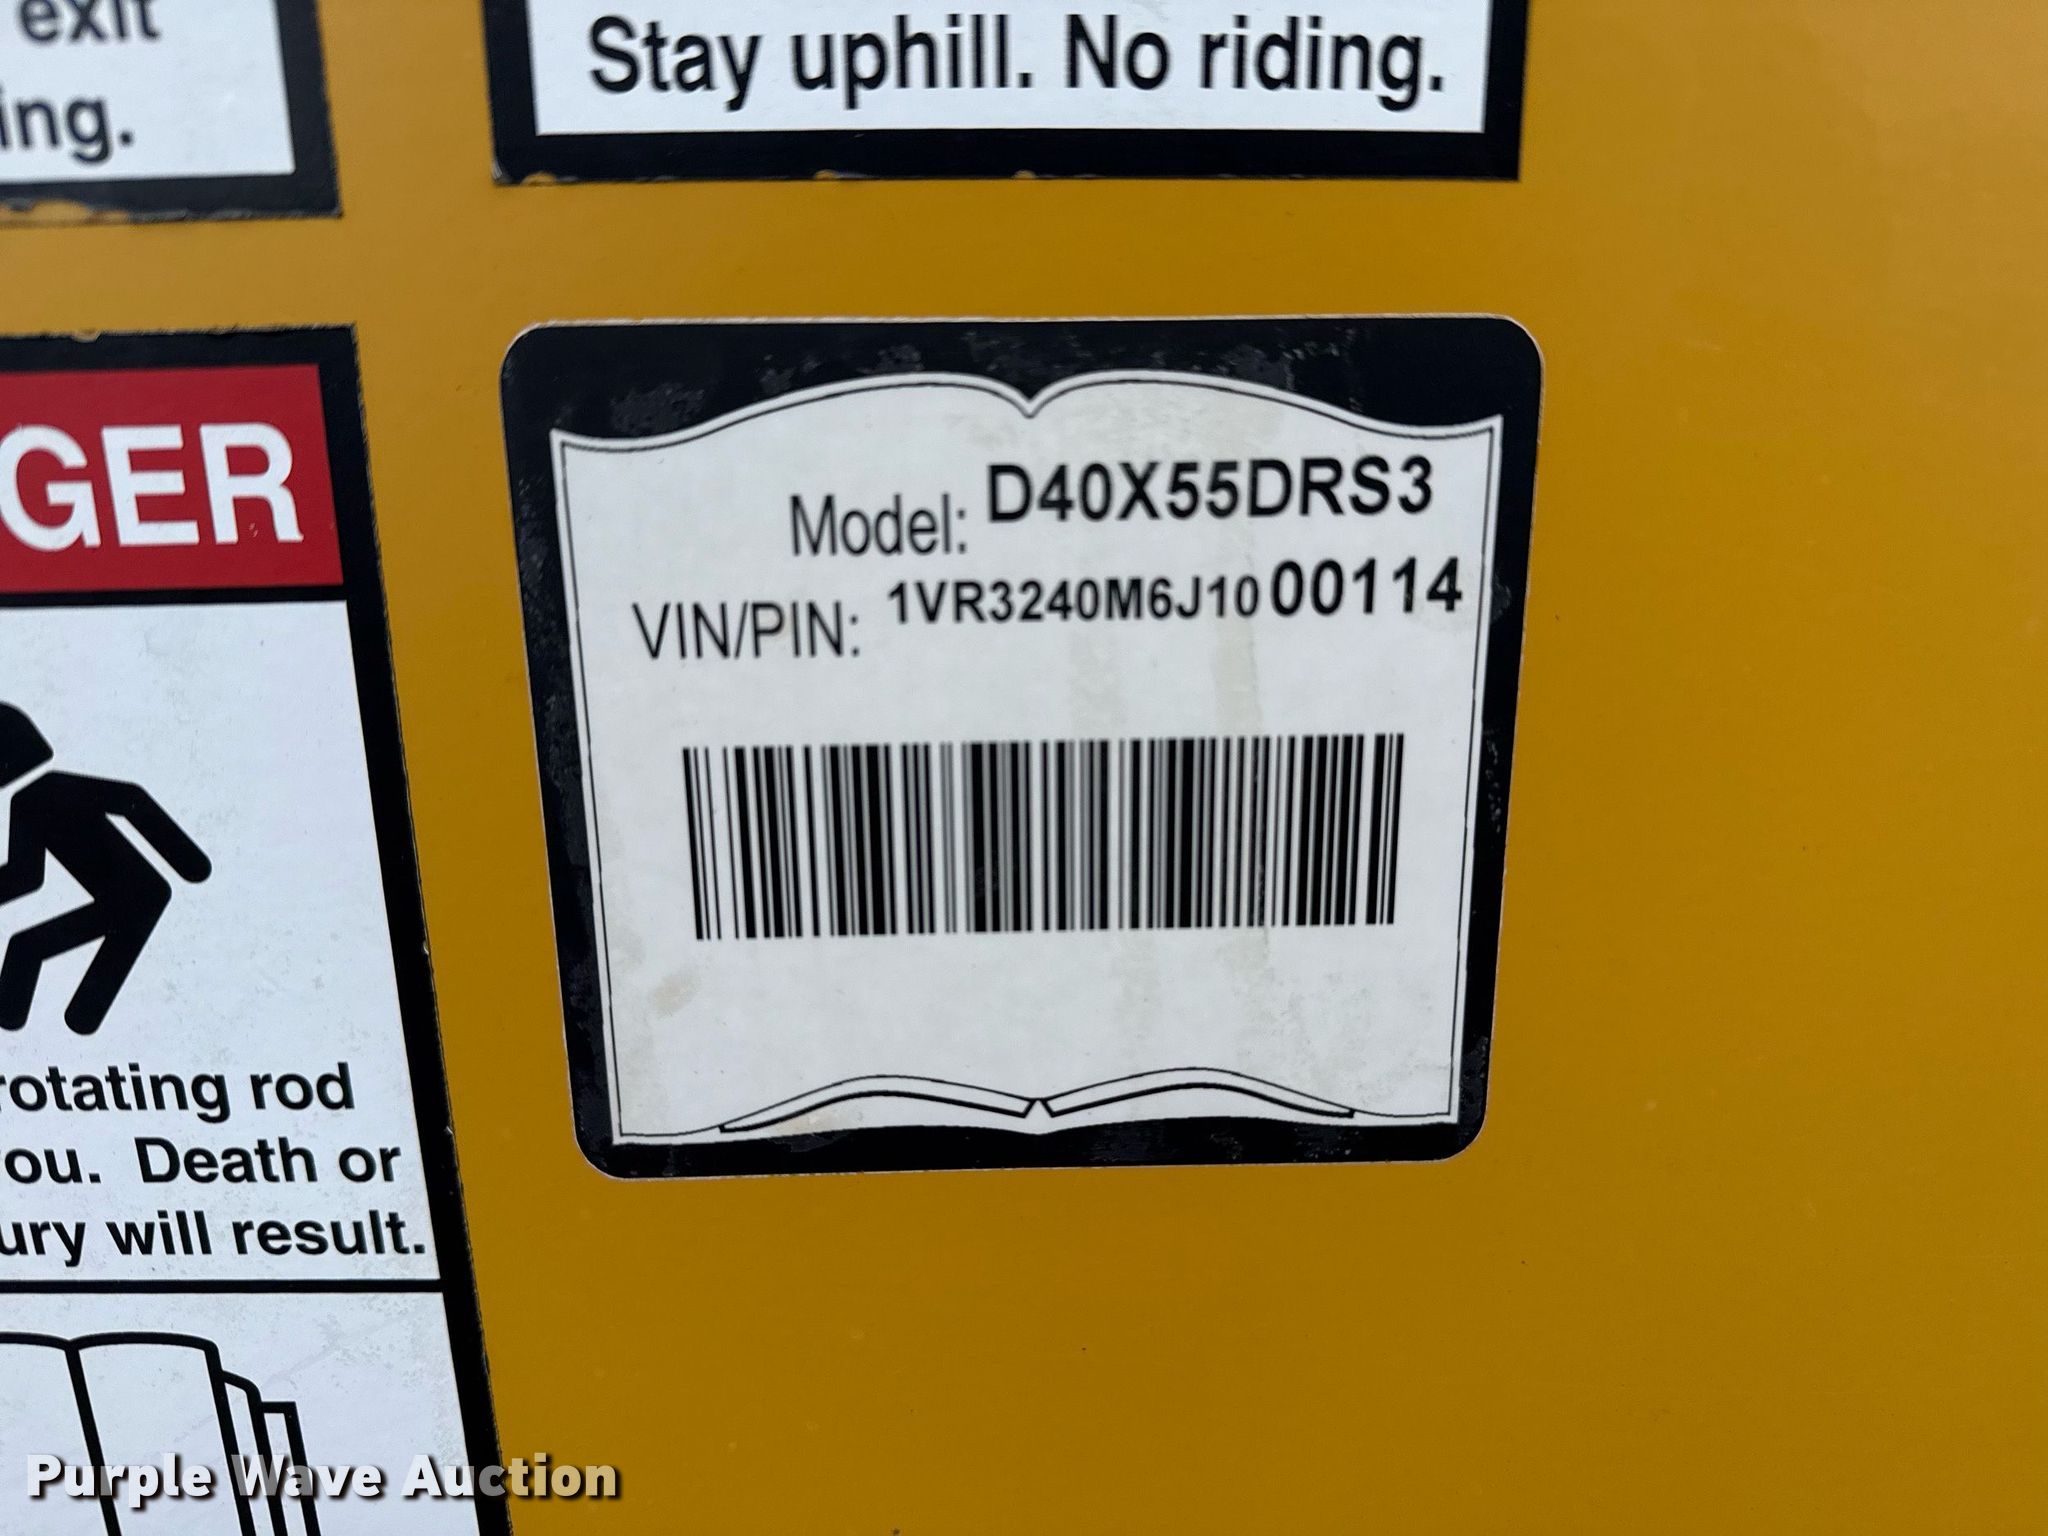 exit
ing.
Stay uphill. No riding.
GER
rotating rod
ou. Death or
ury will result.
Model: D40X55DRS3
VIN/PIN: 1VR3240M6J1000114
Purple Wave Auction